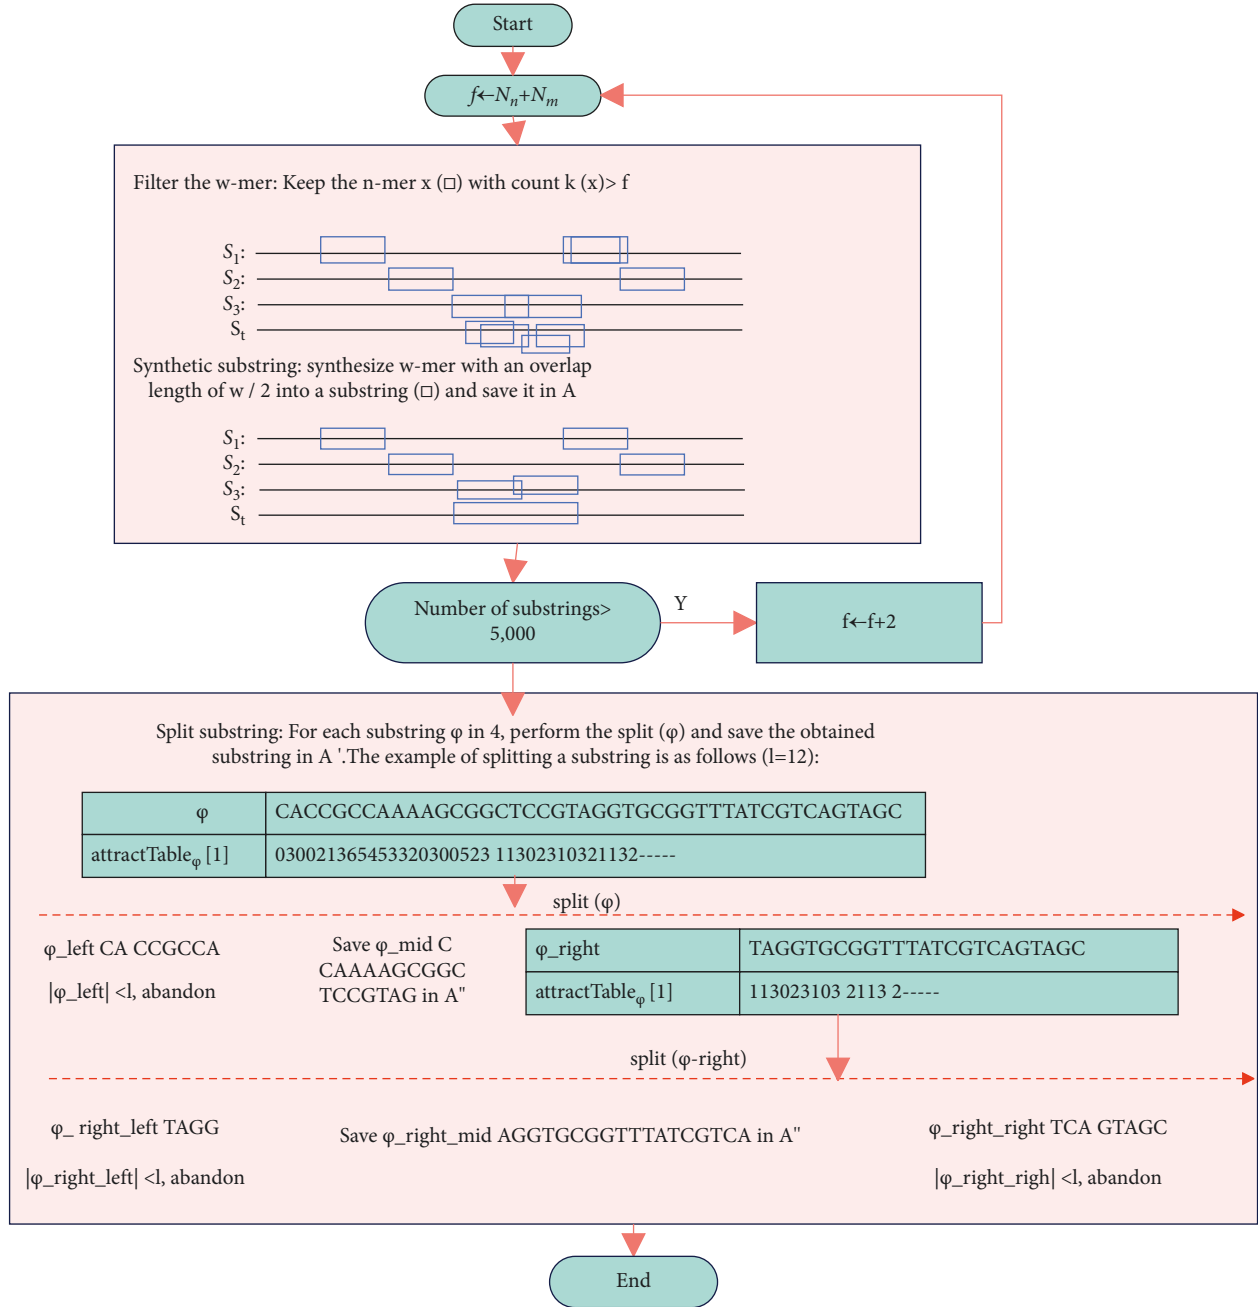 Start
f←Nₙ+Nₘ
Filter the w-mer: Keep the n-mer x (□) with count k (x)> f
S₁:
S₂:
S₃:
Sₜ
Synthetic substring: synthesize w-mer with an overlap
length of w / 2 into a substring (□) and save it in A
S₁:
S₂:
S₃:
Sₜ
Number of substrings>
5,000
Y
f←f+2
Split substring: For each substring φ in 4, perform the split (φ) and save the obtained
substring in A '.The example of splitting a substring is as follows (l=12):
φ CACCGCCAAAAGCGGCTCCGTAGGTGCGGTTTATCGTCAGTAGC
attractTableᵩ [1] 030021365453320300523 11302310321132-----
split (φ)
φ_left CA CCGCCA
|φ_left| <l, abandon
Save φ_mid C
CAAAAGCGGC
TCCGTAG in A"
φ_right TAGGTGCGGTTTATCGTCAGTAGC
attractTableᵩ [1] 113023103 2113 2-----
split (φ-right)
φ_ right_left TAGG
|φ_right_left| <l, abandon
Save φ_right_mid AGGTGCGGTTTATCGTCA in A"
φ_right_right TCA GTAGC
|φ_right_righ| <l, abandon
End